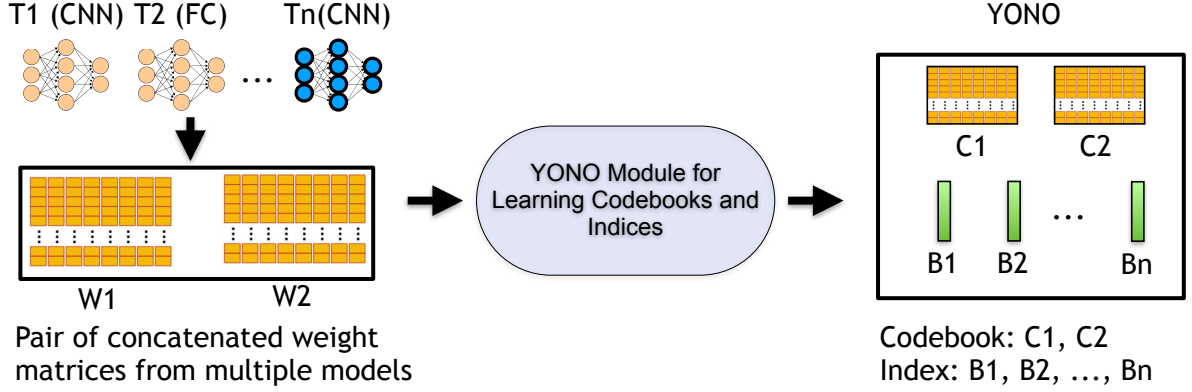 T1 (CNN) T2 (FC) ... Tn(CNN)
YONO
W1 W2
Pair of concatenated weight
matrices from multiple models
YONO Module for
Learning Codebooks and
Indices
C1 C2
...
B1 B2 Bn
Codebook: C1, C2
Index: B1, B2, ..., Bn